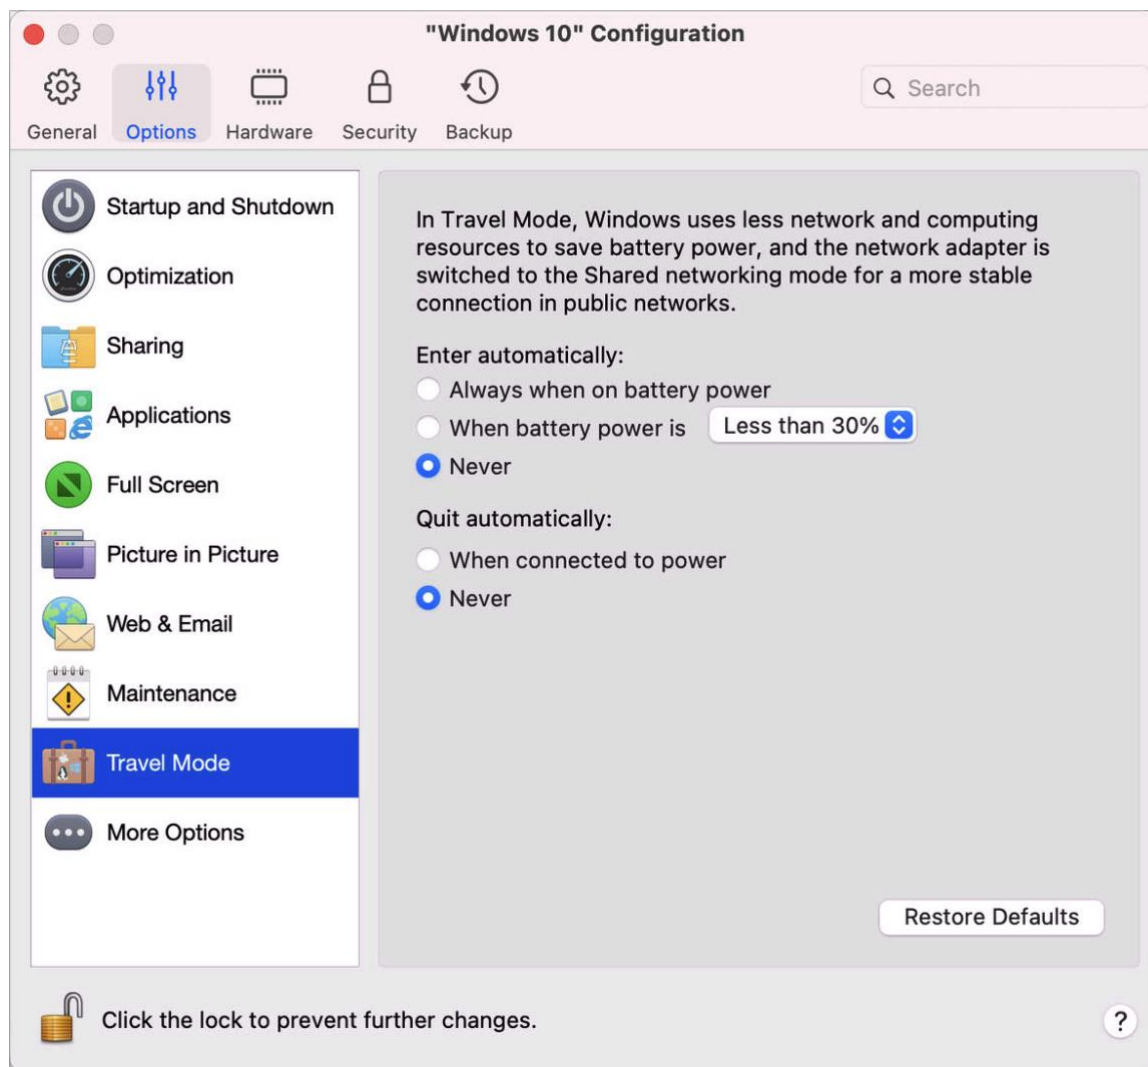 "Windows 10" Configuration
General
Options
Hardware
Security
Backup
Search
Startup and Shutdown
Optimization
Sharing
Applications
Full Screen
Picture in Picture
Web & Email
Maintenance
Travel Mode
More Options
In Travel Mode, Windows uses less network and computing
resources to save battery power, and the network adapter is
switched to the Shared networking mode for a more stable
connection in public networks.
Enter automatically:
Always when on battery power
When battery power is Less than 30%
Never
Quit automatically:
When connected to power
Never
Restore Defaults
Click the lock to prevent further changes.
?